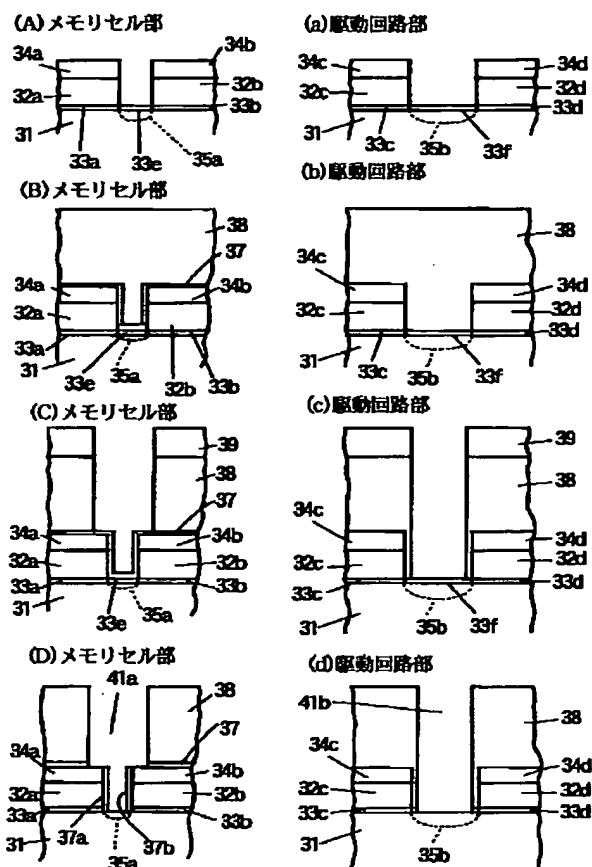 (A)メモリセル部
(a)駆動回路部
34a
34b
34c
34d
32a
32b
32c
32d
33b
33d
31
33a
33e
35a
31
33c
35b
33f
(B)メモリセル部
(b)駆動回路部
38
37
34a
34b
32a
33a
31
33e
35a
32b
33b
38
34c
34d
32c
32d
33d
31
33c
35b
33f
(C)メモリセル部
(c)駆動回路部
39
38
37
34a
34b
32a
32b
33a
33b
31
33e
35a
39
38
34c
34d
32c
32d
33c
33d
31
35b
33f
(D)メモリセル部
(d)駆動回路部
41a
38
37
34a
34b
32a
32b
33a
33b
31
37a
37b
35a
41b
38
34c
34d
32c
32d
33c
33d
31
35b